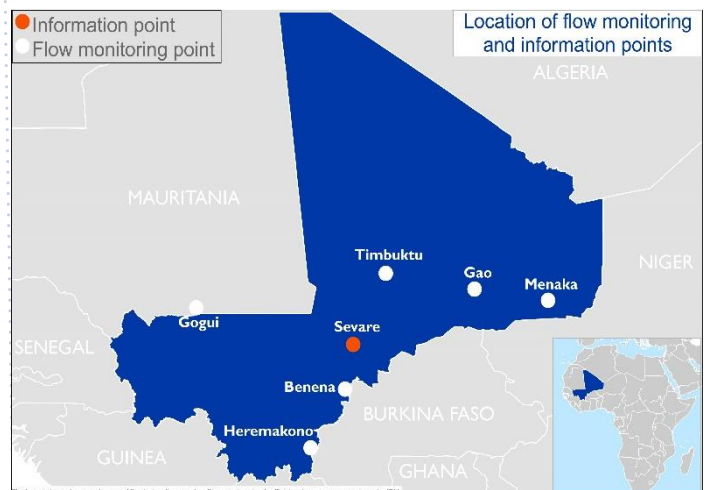 Information point
Flow monitoring point
Location of flow monitoring
and information points
ALGERIA
MAURITANIA
Timbuktu
Gao
Menaka
NIGER
Gogui
Sevare
SENEGAL
Benena
BURKINA FASO
Heremakono
GUINEA
GHANA